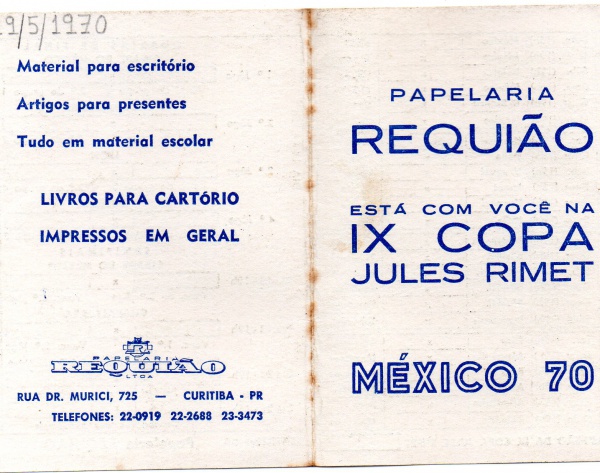 19/5/1970
Material para escritório
Artigos para presentes
Tudo em material escolar
LIVROS PARA CARTÓRIO
IMPRESSOS EM GERAL
PAPELARIA
REQUIÃO
LTDA
RUA DR. MURICI, 725 — CURITIBA - PR
TELEFONES: 22-0919 22-2688 23-3473
PAPELARIA
REQUIÃO
ESTÁ COM VOCÊ NA
IX COPA
JULES RIMET
MÉXICO 70